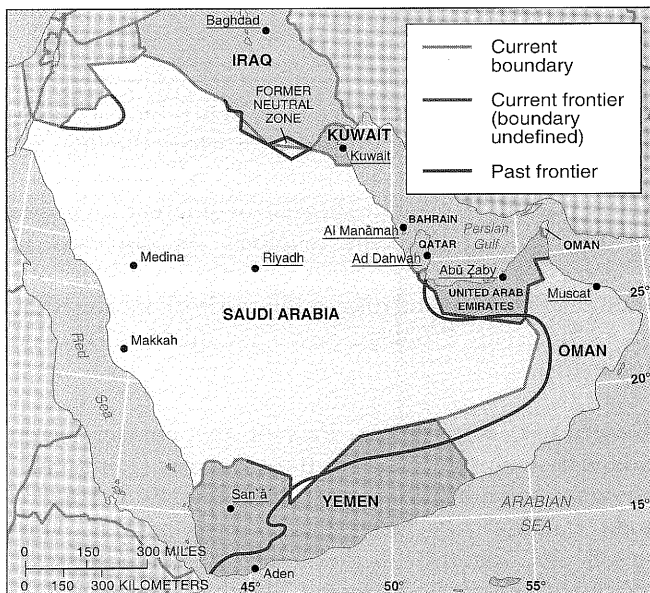 Baghdad
IRAQ
FORMER
NEUTRAL
ZONE
KUWAIT
Kuwait
Current
boundary
Current frontier
(boundary
undefined)
Past frontier
Al Manāmah
BAHRAIN
Persian
Gulf
QATAR
OMAN
Medina
Riyadh
Ad Dahwah
Abū Ẓaby
25°
UNITED ARAB
EMIRATES
Muscat
SAUDI ARABIA
Makkah
OMAN
Red
Sea
20°
San`ā'
YEMEN
ARABIAN
SEA
15°
0 150 300 MILES
0 150 300 KILOMETERS
Aden
45°
50°
55°